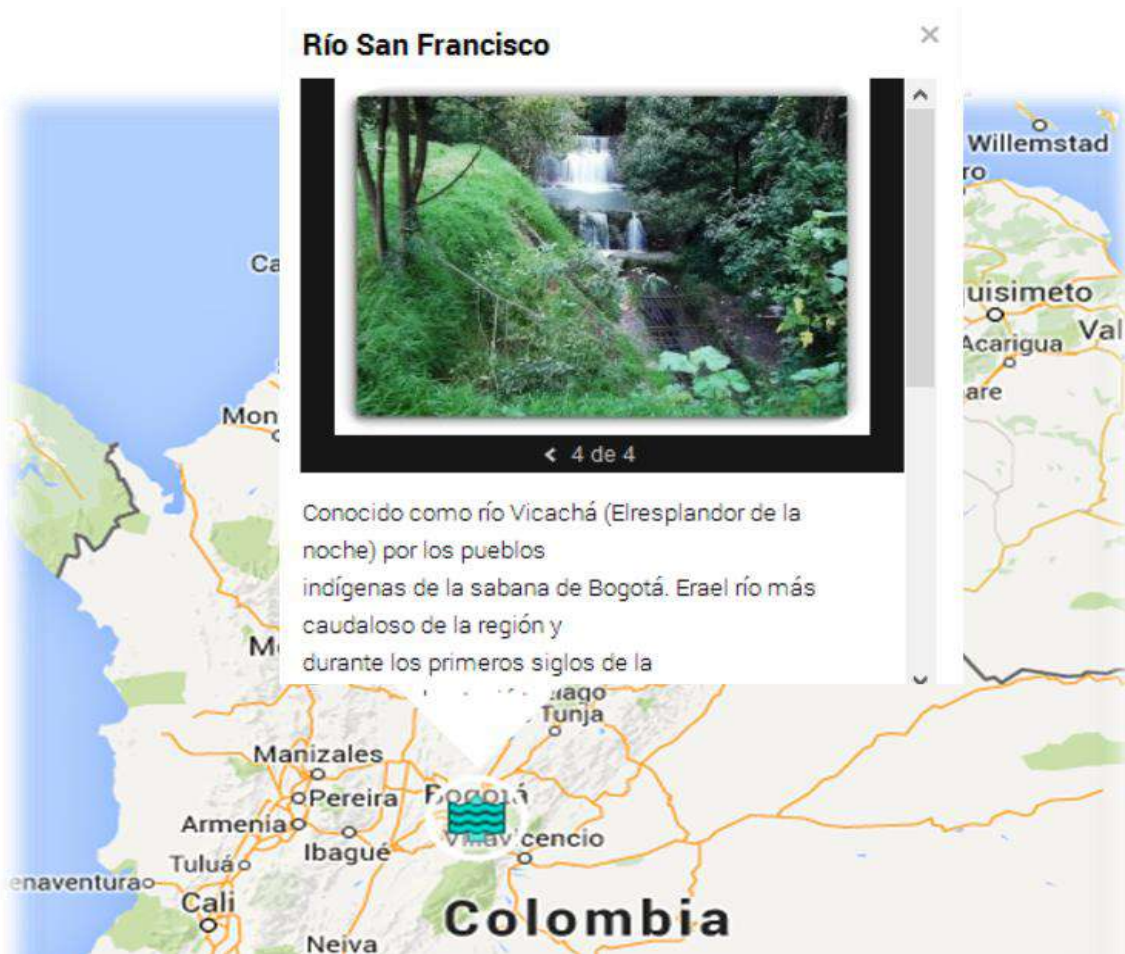 Río San Francisco
×
Willemstad
ro
Ca
uisimeto
Acarigua
Val
are
Mon
4 de 4
Conocido como río Vicachá (Elresplandor de la
noche) por los pueblos
indígenas de la sabana de Bogotá. Erael río más
caudaloso de la región y
durante los primeros siglos de la
M
Tunja
Manizales
Pereira
Bogotá
Armenia
Ibagué
Villavicencio
Tuluá
enaventura
Cali
Colombia
Neiva